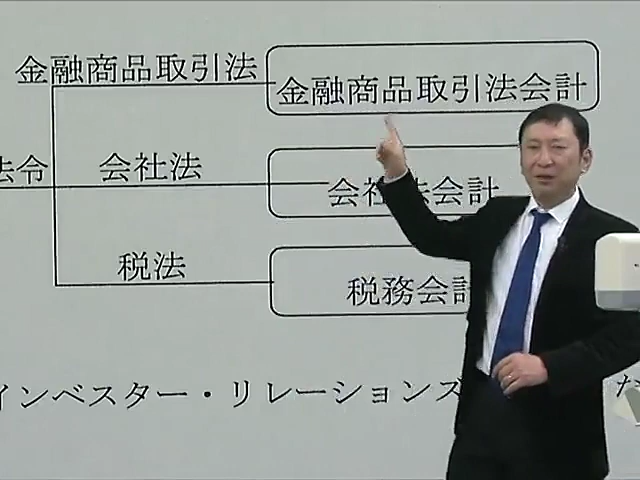 金融商品取引法
金融商品取引法会計
法令
会社法
会社法会計
税法
税務会計
インベスター・リレーションズ